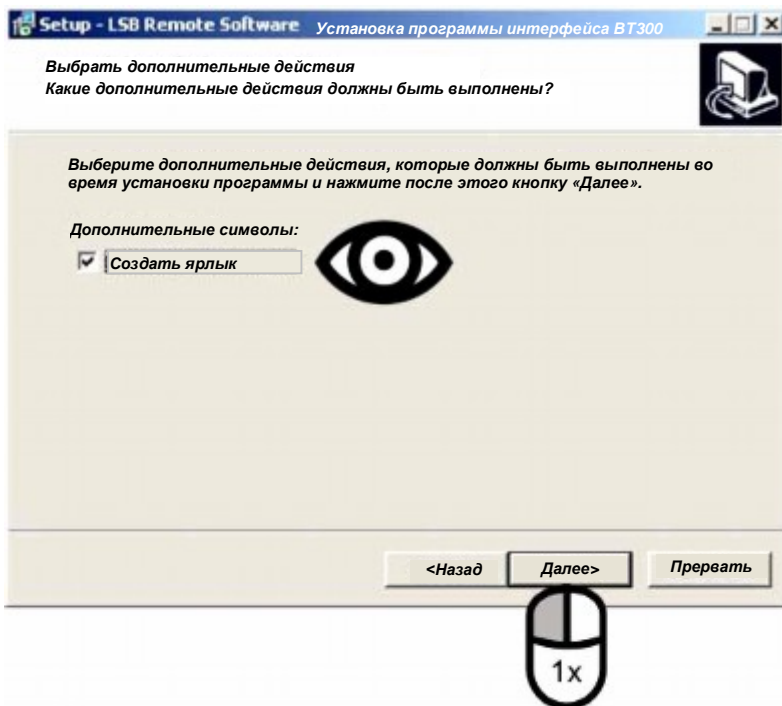 Setup - LSB Remote Software Установка программы интерфейса BT300
Выбрать дополнительные действия
Какие дополнительные действия должны быть выполнены?
Выберите дополнительные действия, которые должны быть выполнены во
время установки программы и нажмите после этого кнопку «Далее».
Дополнительные символы:
Создать ярлык
<Назад Далее> Прервать
1x